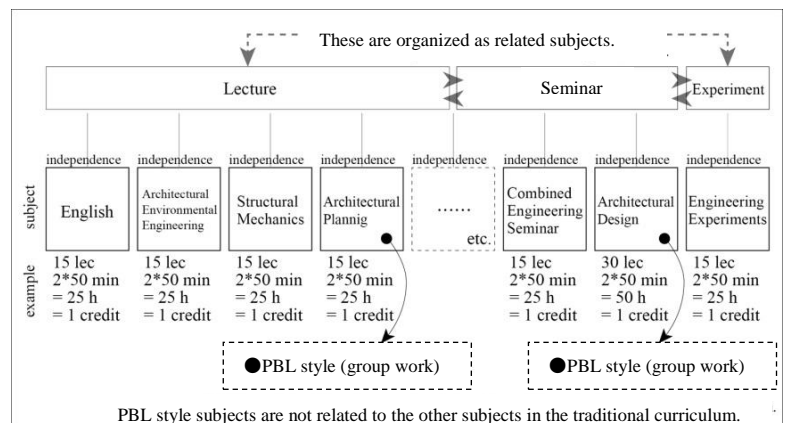 These are organized as related subjects.
Lecture
Seminar
Experiment
independence
independence
independence
independence
independence
independence
independence
independence
subject
English
Architectural
Environmental
Engineering
Structural
Mechanics
Architectural
Plannig
......
etc.
Combined
Engineering
Seminar
Architectural
Design
Engineering
Experiments
example
15 lec
2*50 min
= 25 h
= 1 credit
15 lec
2*50 min
= 25 h
= 1 credit
15 lec
2*50 min
= 25 h
= 1 credit
15 lec
2*50 min
= 25 h
= 1 credit
15 lec
2*50 min
= 25 h
= 1 credit
30 lec
2*50 min
= 50 h
= 1 credit
15 lec
2*50 min
= 25 h
= 1 credit
●PBL style (group work)
●PBL style (group work)
PBL style subjects are not related to the other subjects in the traditional curriculum.